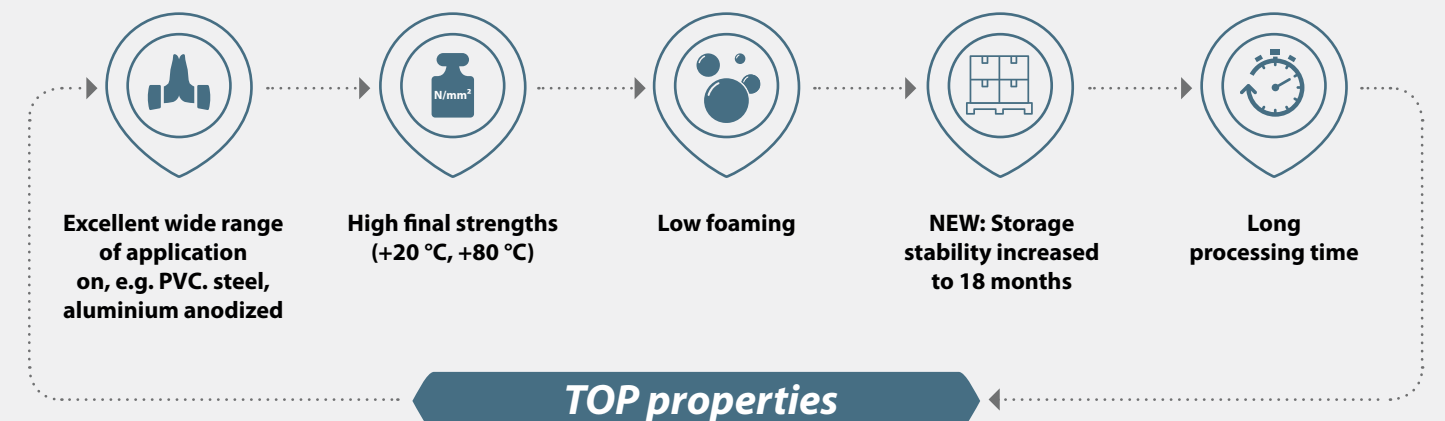 N/mm²
Excellent wide range
of application
on, e.g. PVC. steel,
aluminium anodized
High final strengths
(+20 °C, +80 °C)
Low foaming
NEW: Storage
stability increased
to 18 months
Long
processing time
TOP properties